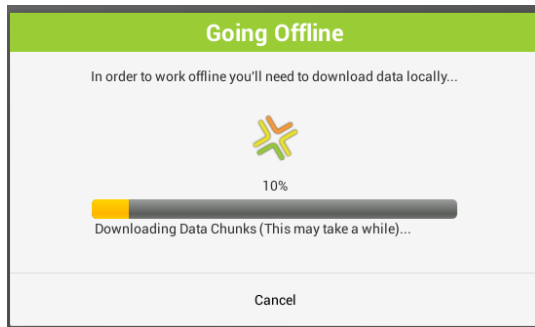 Going Offline
In order to work offline you'll need to download data locally...
10%
Downloading Data Chunks (This may take a while)...
Cancel